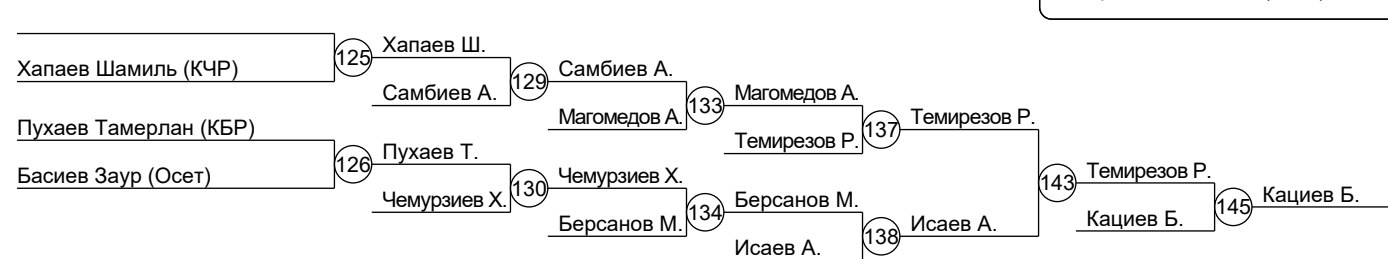 125
Хапаев Ш.
Хапаев Шамиль (КЧР)
129
Самбиев А.
Самбиев А.
133
Магомедов А.
Магомедов А.
137
Темирезов Р.
Темирезов Р.
Пухаев Тамерлан (КБР)
126
Пухаев Т.
Басиев Заур (Осет)
130
Чемурзиев Х.
Чемурзиев Х.
134
Берсанов М.
Берсанов М.
138
Исаев А.
Исаев А.
143
Темирезов Р.
Кациев Б.
145
Кациев Б.